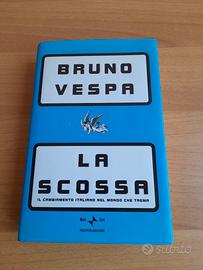 BRUNO
VESPA
LA
SCOSSA
IL CAMBIAMENTO ITALIANO NEL MONDO CHE TREMA
Rai Eri
MONDADORI
subito